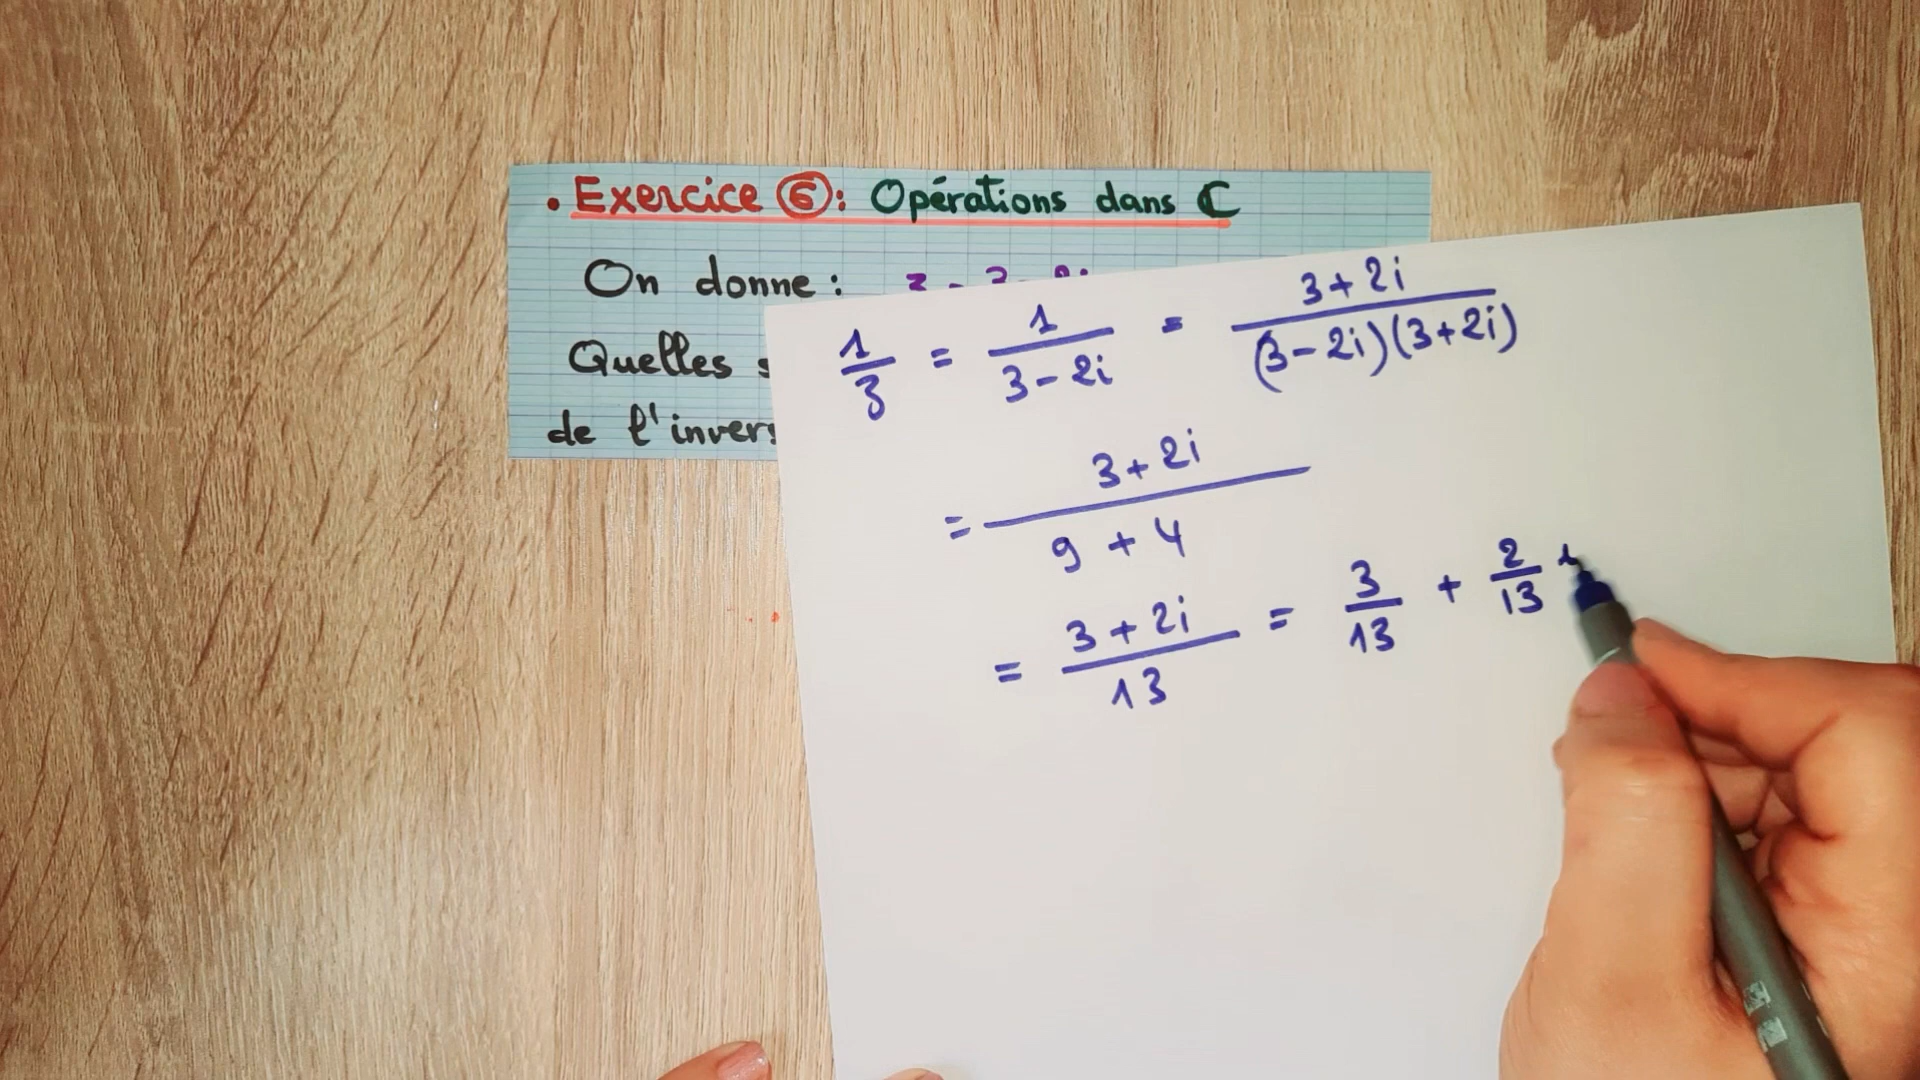 . Exercice ⑥: Opérations dans ℂ
On donne :
Quelles
de l'inver
1/z = 1/(3-2i) = (3+2i)/((3-2i)(3+2i))
= (3+2i)/(9+4)
= (3+2i)/13 = 3/13 + 2/13 i